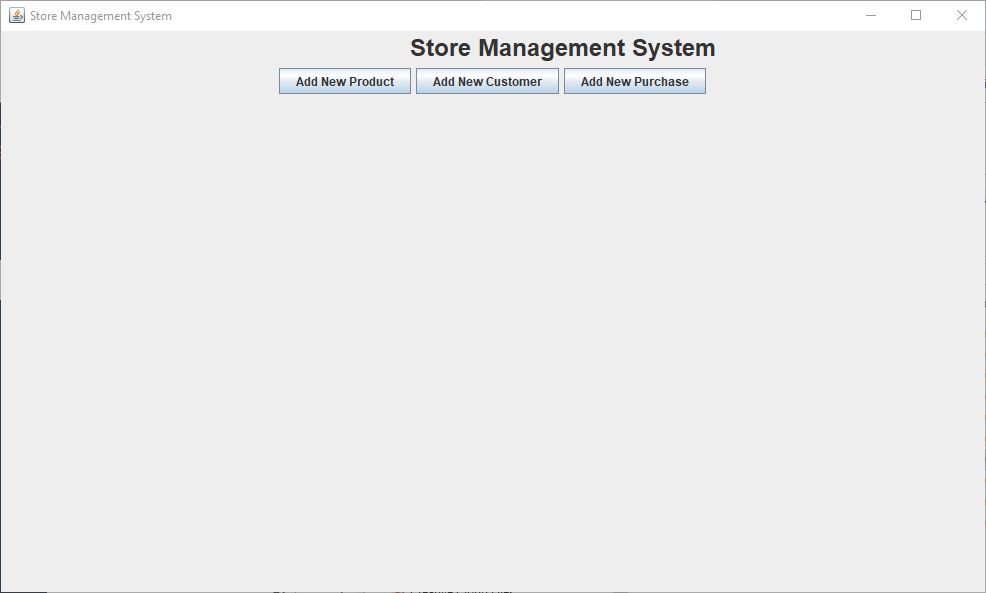 Store Management System
Store Management System
Add New Product Add New Customer Add New Purchase